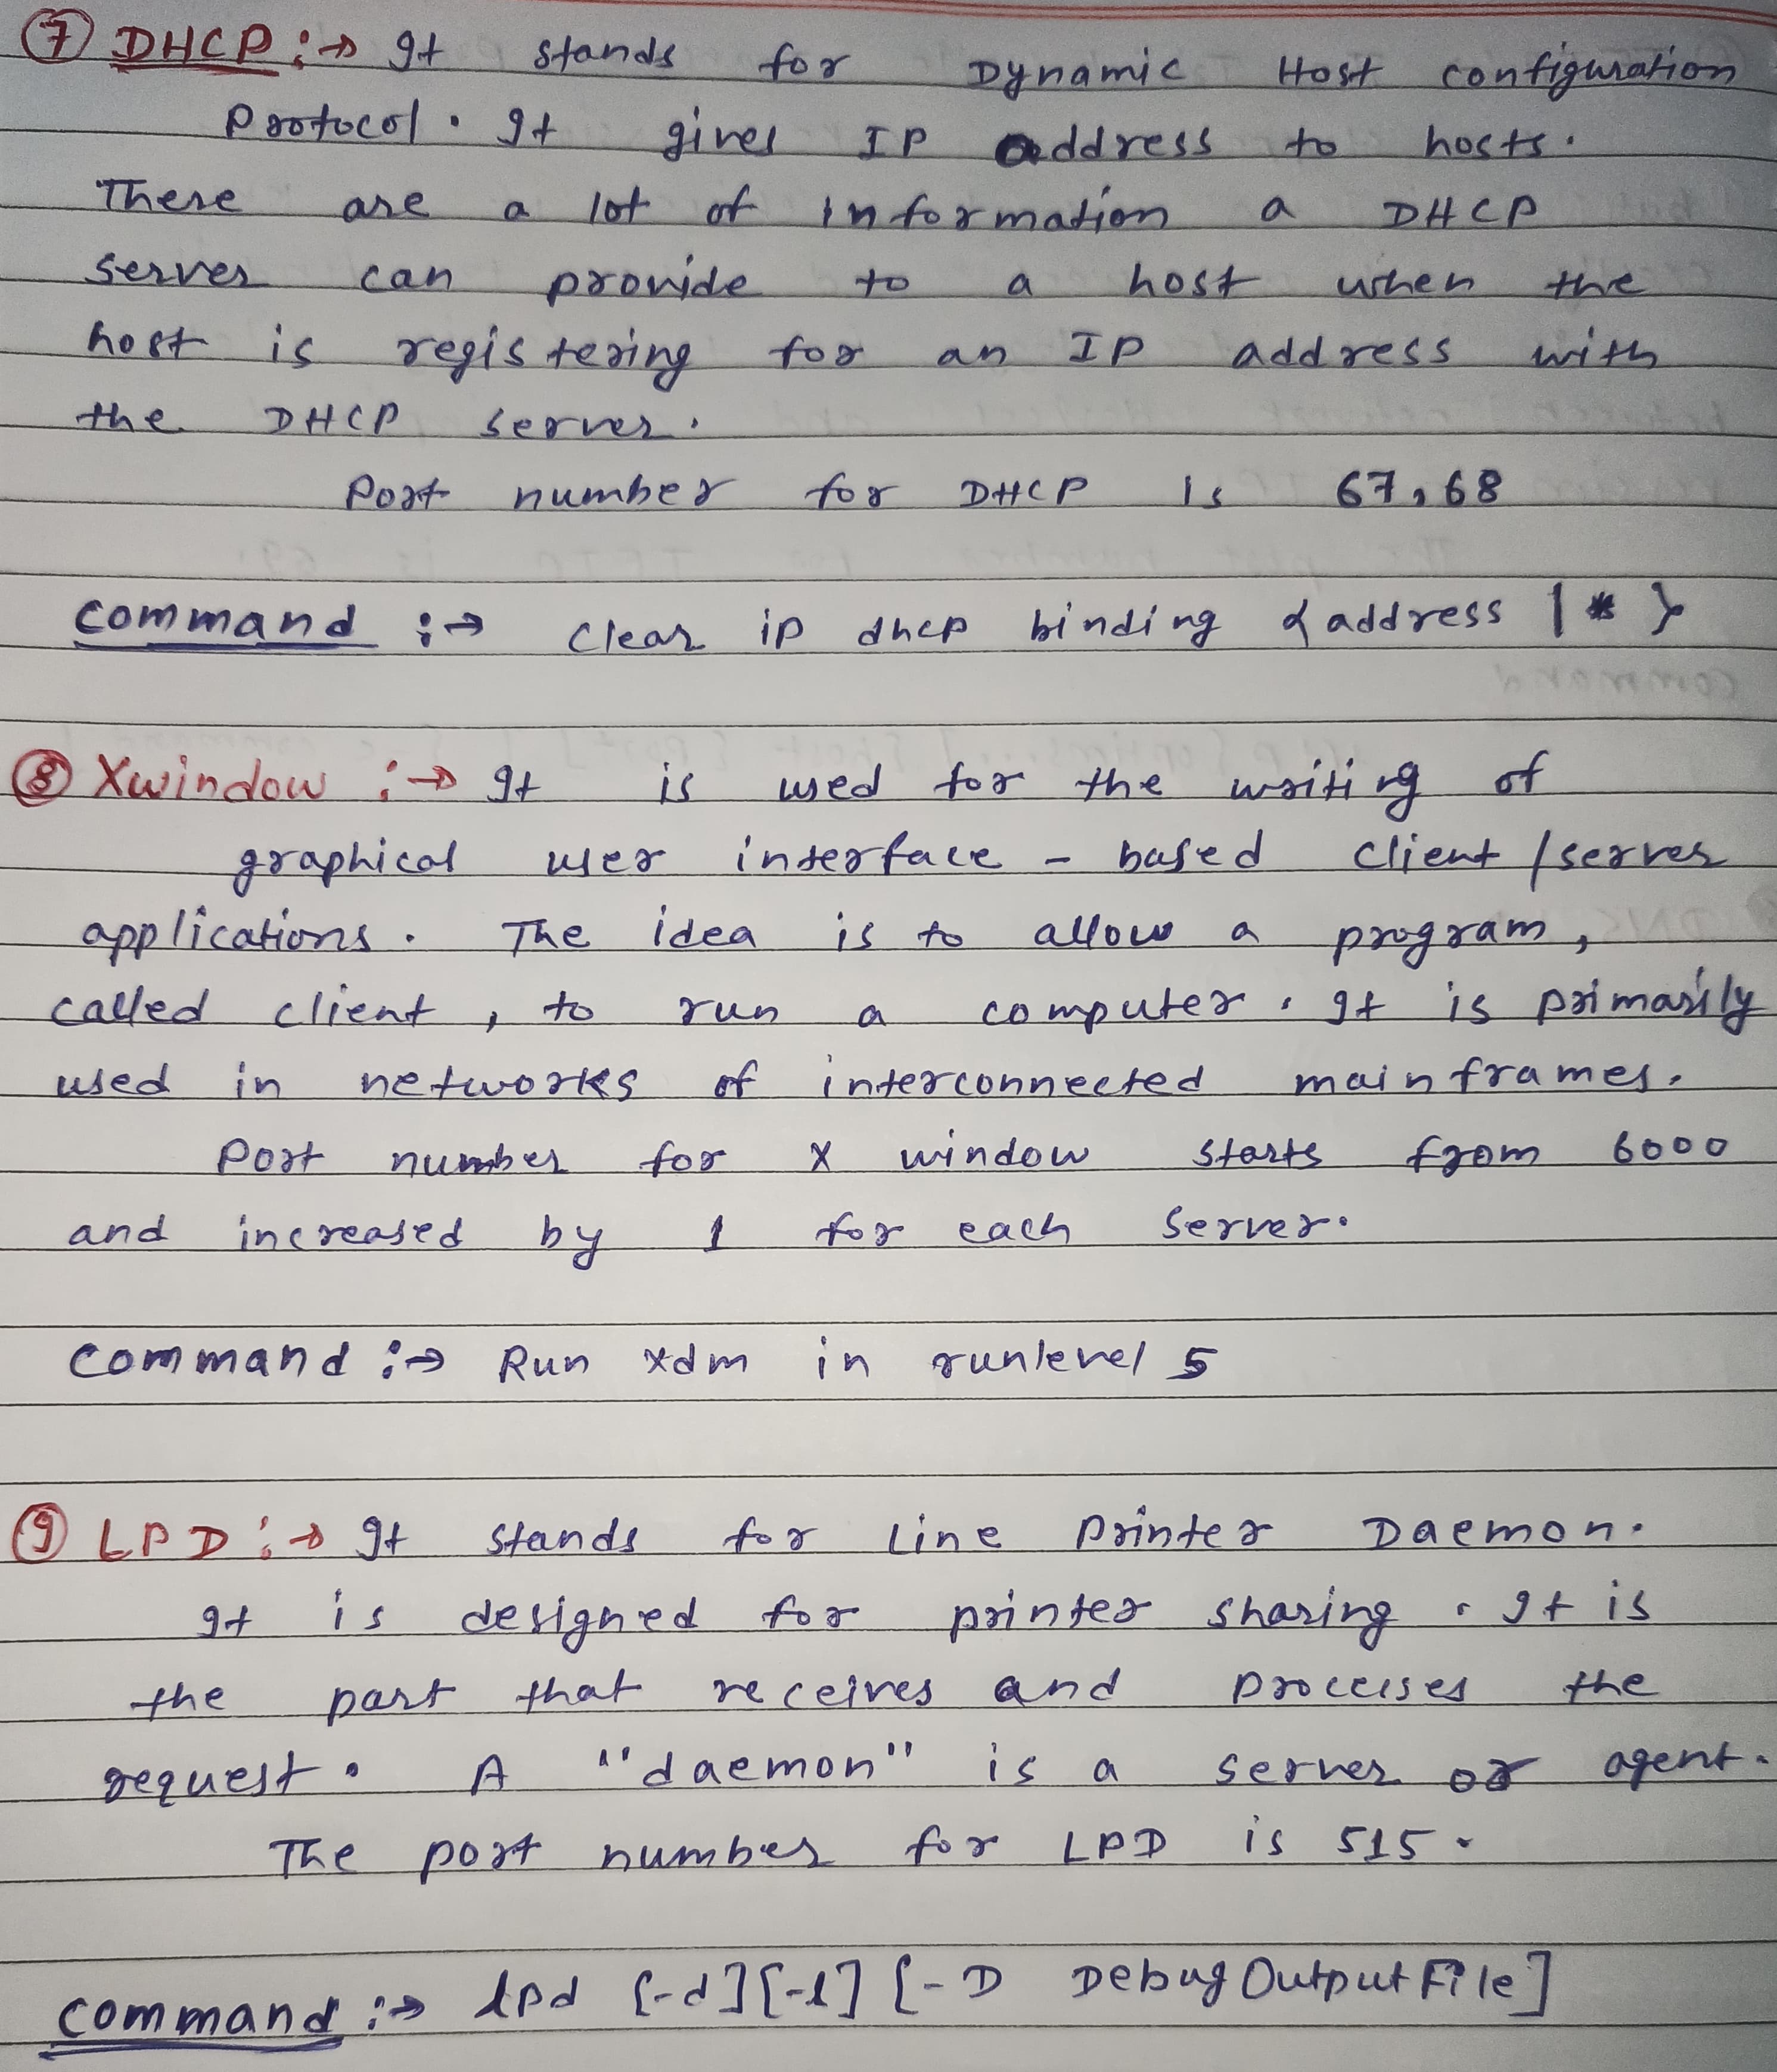 ⑦ DHCP :→ It stands for Dynamic Host configuration
Protocol. It gives IP address to hosts.
There are a lot of information a DHCP
server can provide to a host when the
host is registering for an IP address with
the DHCP server.
Port number for DHCP is 67, 68
command :→ clear ip dhcp binding {address | * }
⑧ Xwindow :→ It is used for the writing of
graphical user interface - based client / server
applications. The idea is to allow a program,
called client, to run a computer. It is primarily
used in networks of interconnected mainframes.
Port number for X window starts from 6000
and increased by 1 for each server.
Command :→ Run xdm in runlevel 5
⑨ LPD :→ It stands for Line Printer Daemon.
It is designed for printer sharing. It is
the part that receives and processes the
request. A "daemon" is a server or agent.
The port number for LPD is 515.
command :→ lpd [-d][-l] [-D DebugOutputFile]